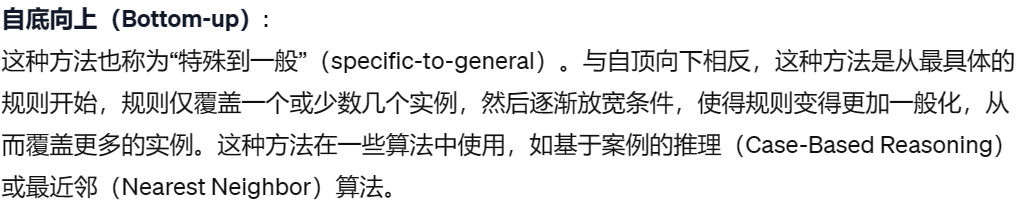 自底向上（Bottom-up）:
这种方法也称为“特殊到一般”（specific-to-general）。与自顶向下相反，这种方法是从最具体的
规则开始，规则仅覆盖一个或少数几个实例，然后逐渐放宽条件，使得规则变得更加一般化，从
而覆盖更多的实例。这种方法在一些算法中使用，如基于案例的推理（Case-Based Reasoning）
或最近邻（Nearest Neighbor）算法。